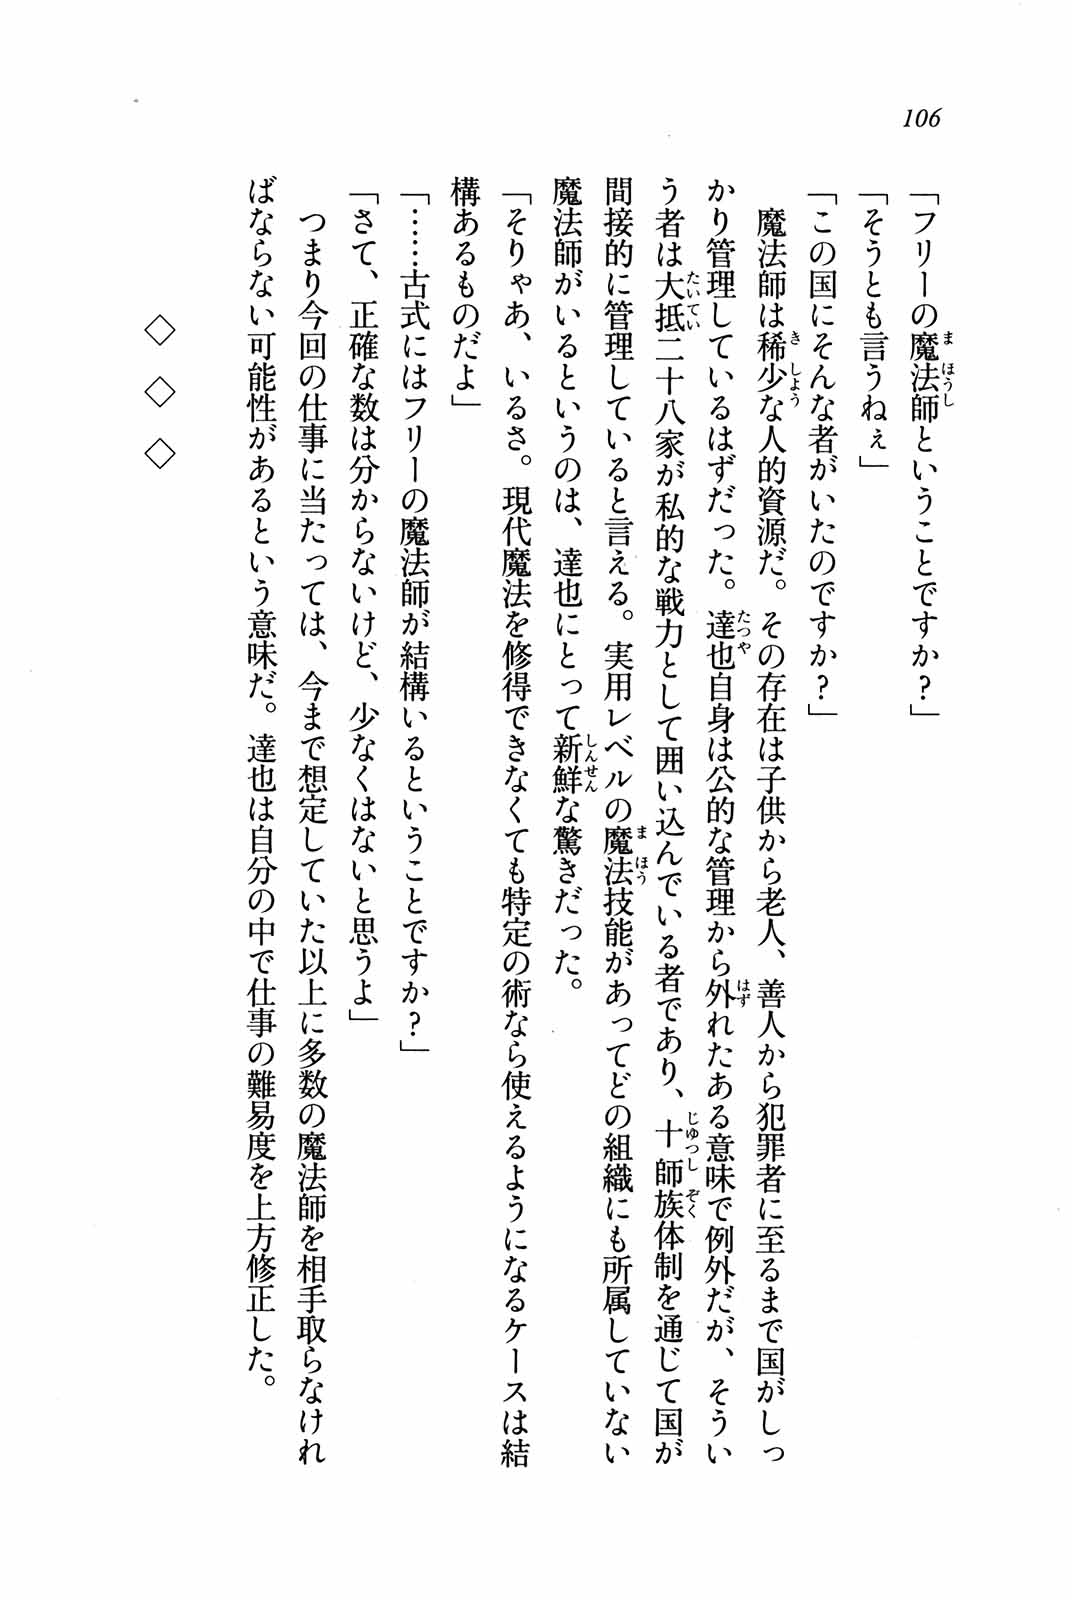 106
「フリーの魔法師ということですか?」
「そうとも言うねぇ」
「この国にそんな者がいたのですか?」
魔法師は稀少な人的資源だ。その存在は子供から老人、善人から犯罪者に至るまで国がしっ
かり管理しているはずだった。達也自身は公的な管理から外れたある意味で例外だが、そうい
う者は大抵二十八家が私的な戦力として囲い込んでいる者であり、十師族体制を通じて国が
間接的に管理していると言える。実用レベルの魔法技能があってどの組織にも所属していない
魔法師がいるというのは、達也にとって新鮮な驚きだった。
「そりゃあ、いるさ。現代魔法を修得できなくても特定の術なら使えるようになるケースは結
構あるものだよ」
「……古式にはフリーの魔法師が結構いるということですか?」
「さて、正確な数は分からないけど、少なくはないと思うよ」
つまり今回の仕事に当たっては、今まで想定していた以上に多数の魔法師を相手取らなけれ
ばならない可能性があるという意味だ。達也は自分の中で仕事の難易度を上方修正した。
◇ ◇ ◇